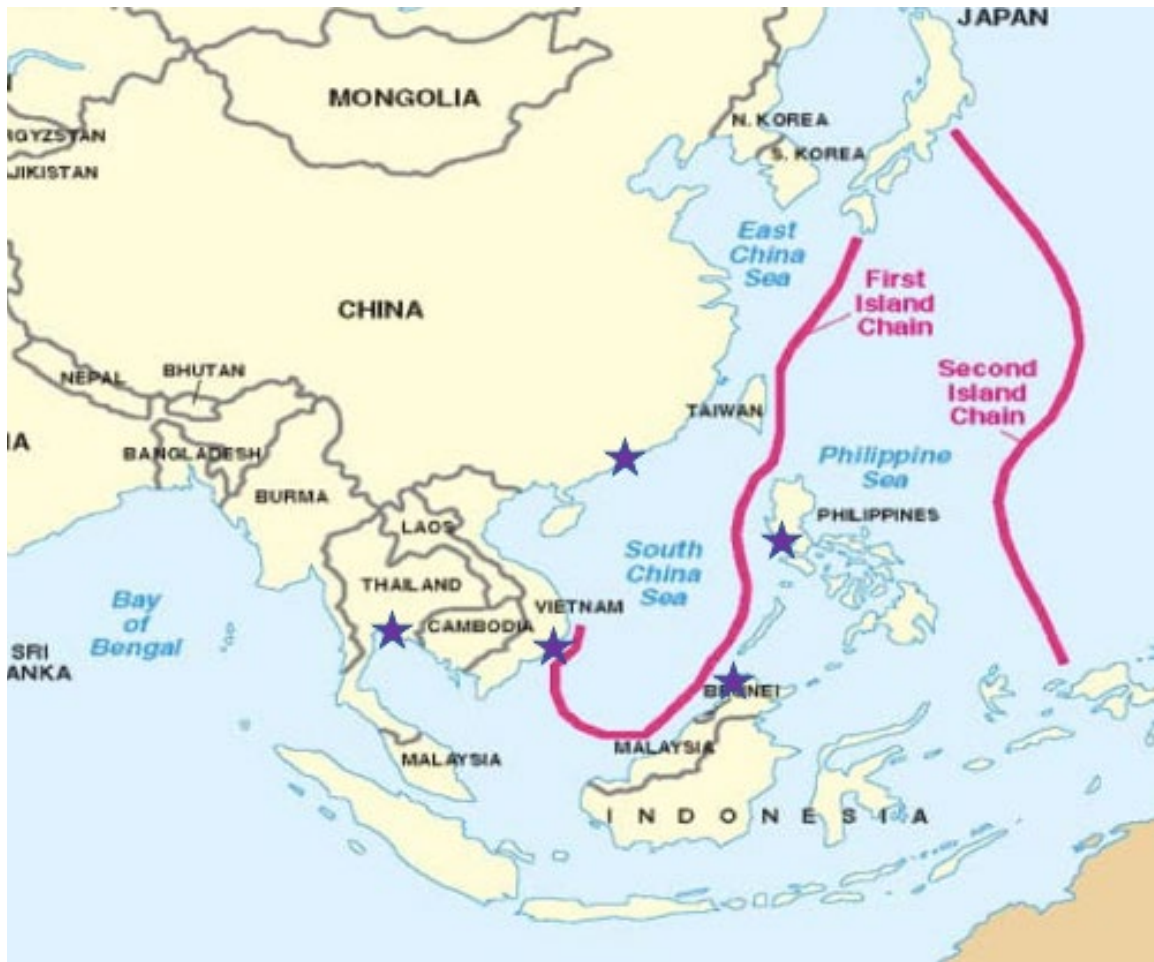 JAPAN
MONGOLIA
N. KOREA
RGYZSTAN
S. KOREA
JIKISTAN
East
China
Sea
First
Island
Chain
CHINA
Second
Island
Chain
BHUTAN
NEPAL
TAIWAN
IA
BANGLADESH
Philippine
Sea
BURMA
PHILIPPINES
LAOS
South
China
Sea
THAILAND
Bay
of
Bengal
VIETNAM
CAMBODIA
SRI
ANKA
BRUNEI
MALAYSIA
MALAYSIA
INDONESIA